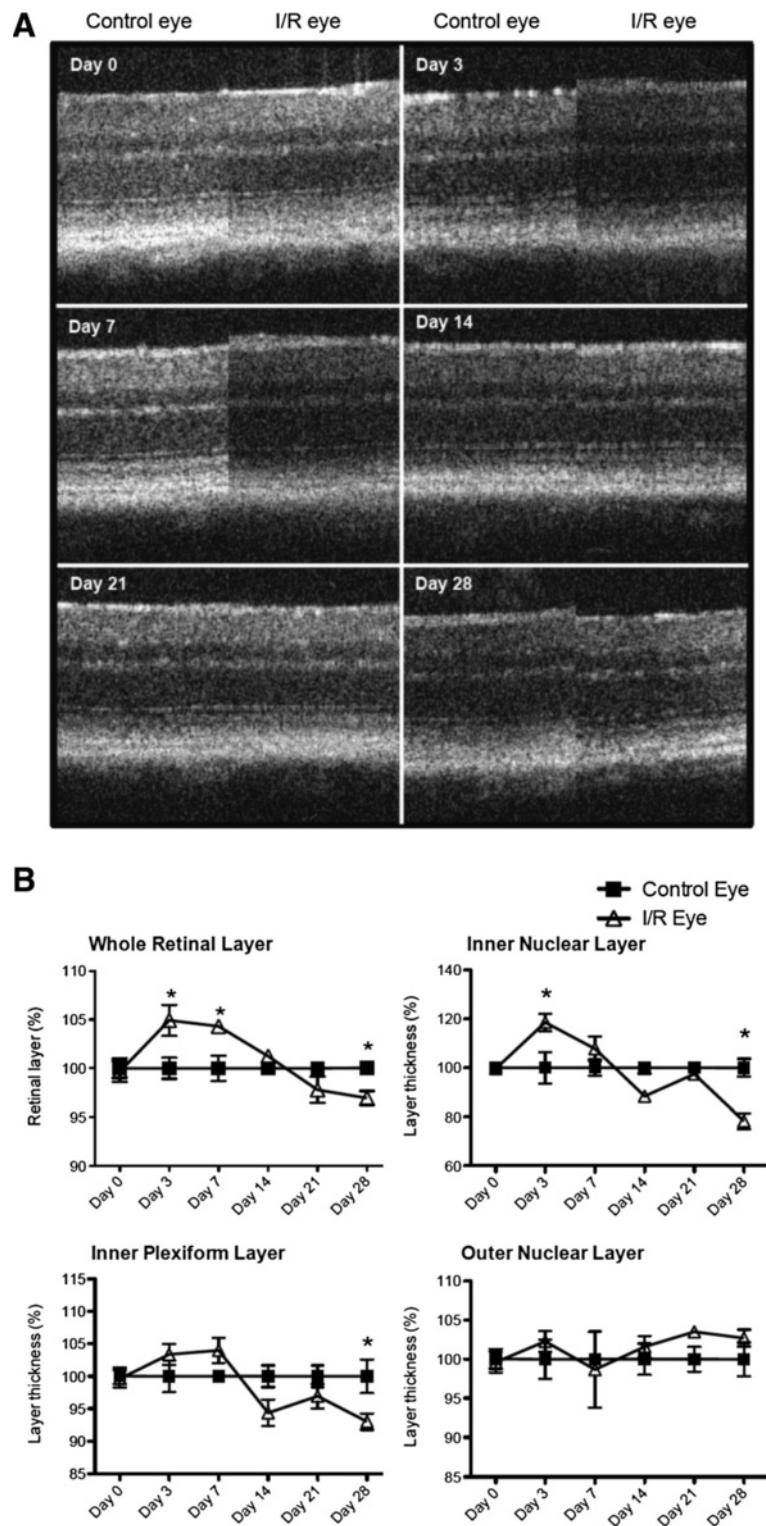 A
Control eye I/R eye Control eye I/R eye
Day 0 Day 3
Day 7 Day 14
Day 21 Day 28
B
Control Eye
I/R Eye
Whole Retinal Layer
Retinal layer (%)
110
105
100
95
90
*
*
*
Day 0 Day 3 Day 7 Day 14 Day 21 Day 28
Inner Nuclear Layer
Layer thickness (%)
140
120
100
80
60
*
*
Day 0 Day 3 Day 7 Day 14 Day 21 Day 28
Inner Plexiform Layer
Layer thickness (%)
115
110
105
100
95
90
85
*
Day 0 Day 3 Day 7 Day 14 Day 21 Day 28
Outer Nuclear Layer
Layer thickness (%)
110
105
100
95
90
85
Day 0 Day 3 Day 7 Day 14 Day 21 Day 28